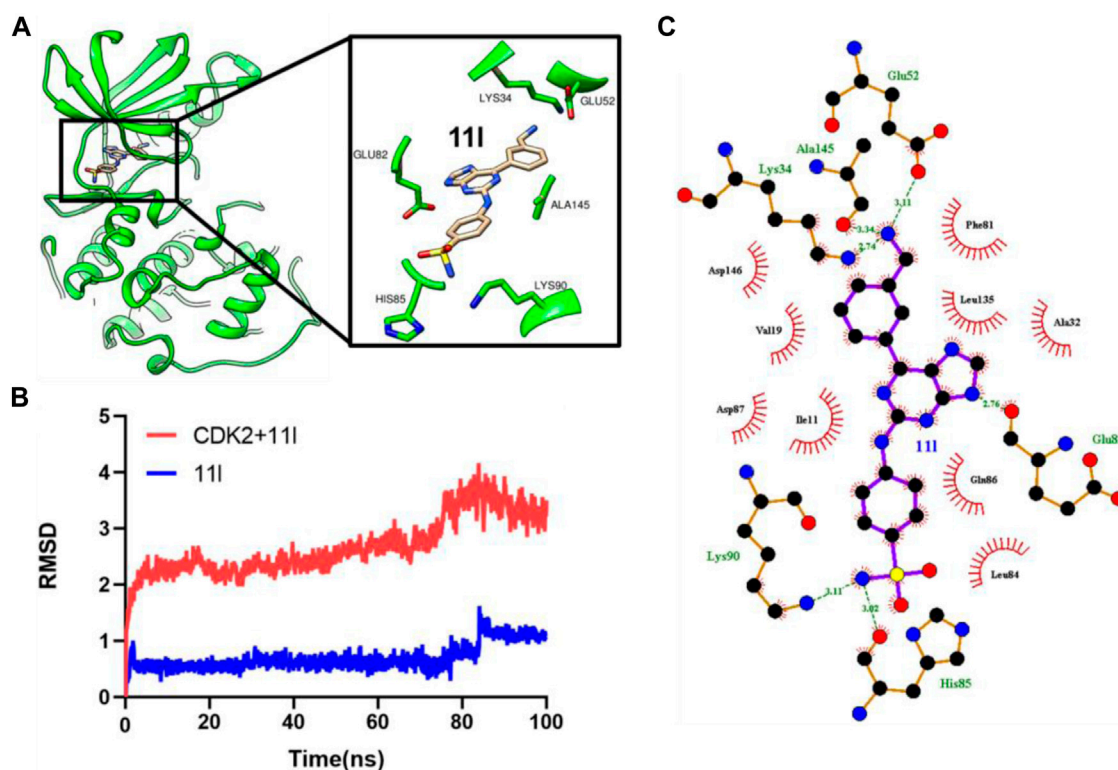 A
LYS34
GLU52
11l
GLU82
ALA145
HIS85
LYS90
B
CDK2+11l
11l
RMSD
5
4
3
2
1
0
0
20
40
60
80
100
Time(ns)
C
Glu52
Ala145
Lys34
3.11
3.34
2.74
Phe81
Asp146
Leu135
Val19
Ala32
2.76
Asp87
Ile11
11l
Glu8
Gln86
Lys90
Leu84
3.11
3.02
His85